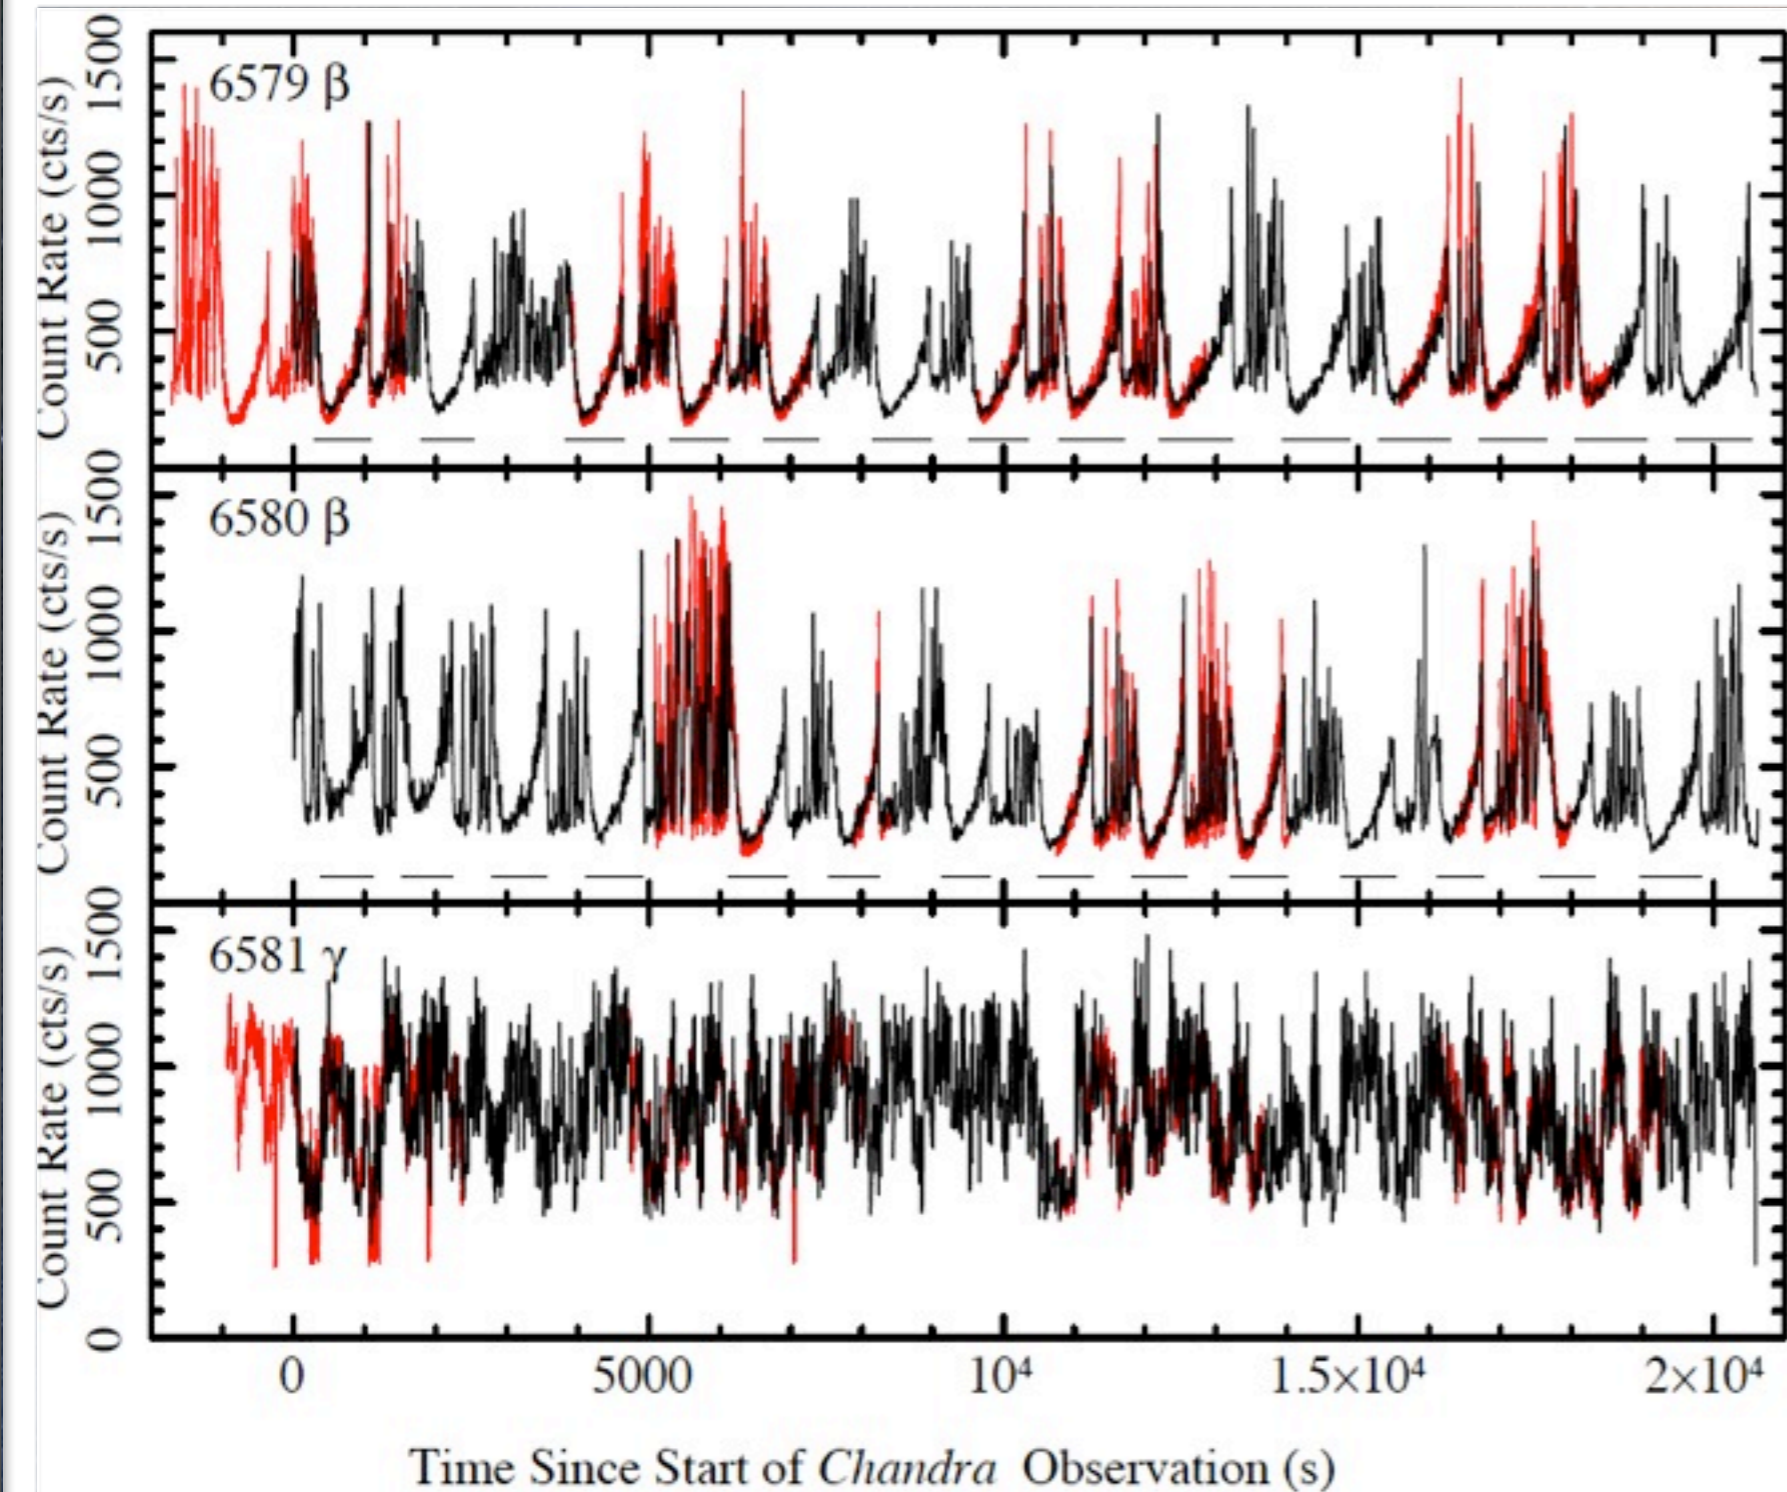 6579 β
Count Rate (cts/s)
1500
1000
500
6580 β
Count Rate (cts/s)
1500
1000
500
6581 γ
Count Rate (cts/s)
1500
1000
500
0
0 5000 10⁴ 1.5×10⁴ 2×10⁴
Time Since Start of Chandra Observation (s)